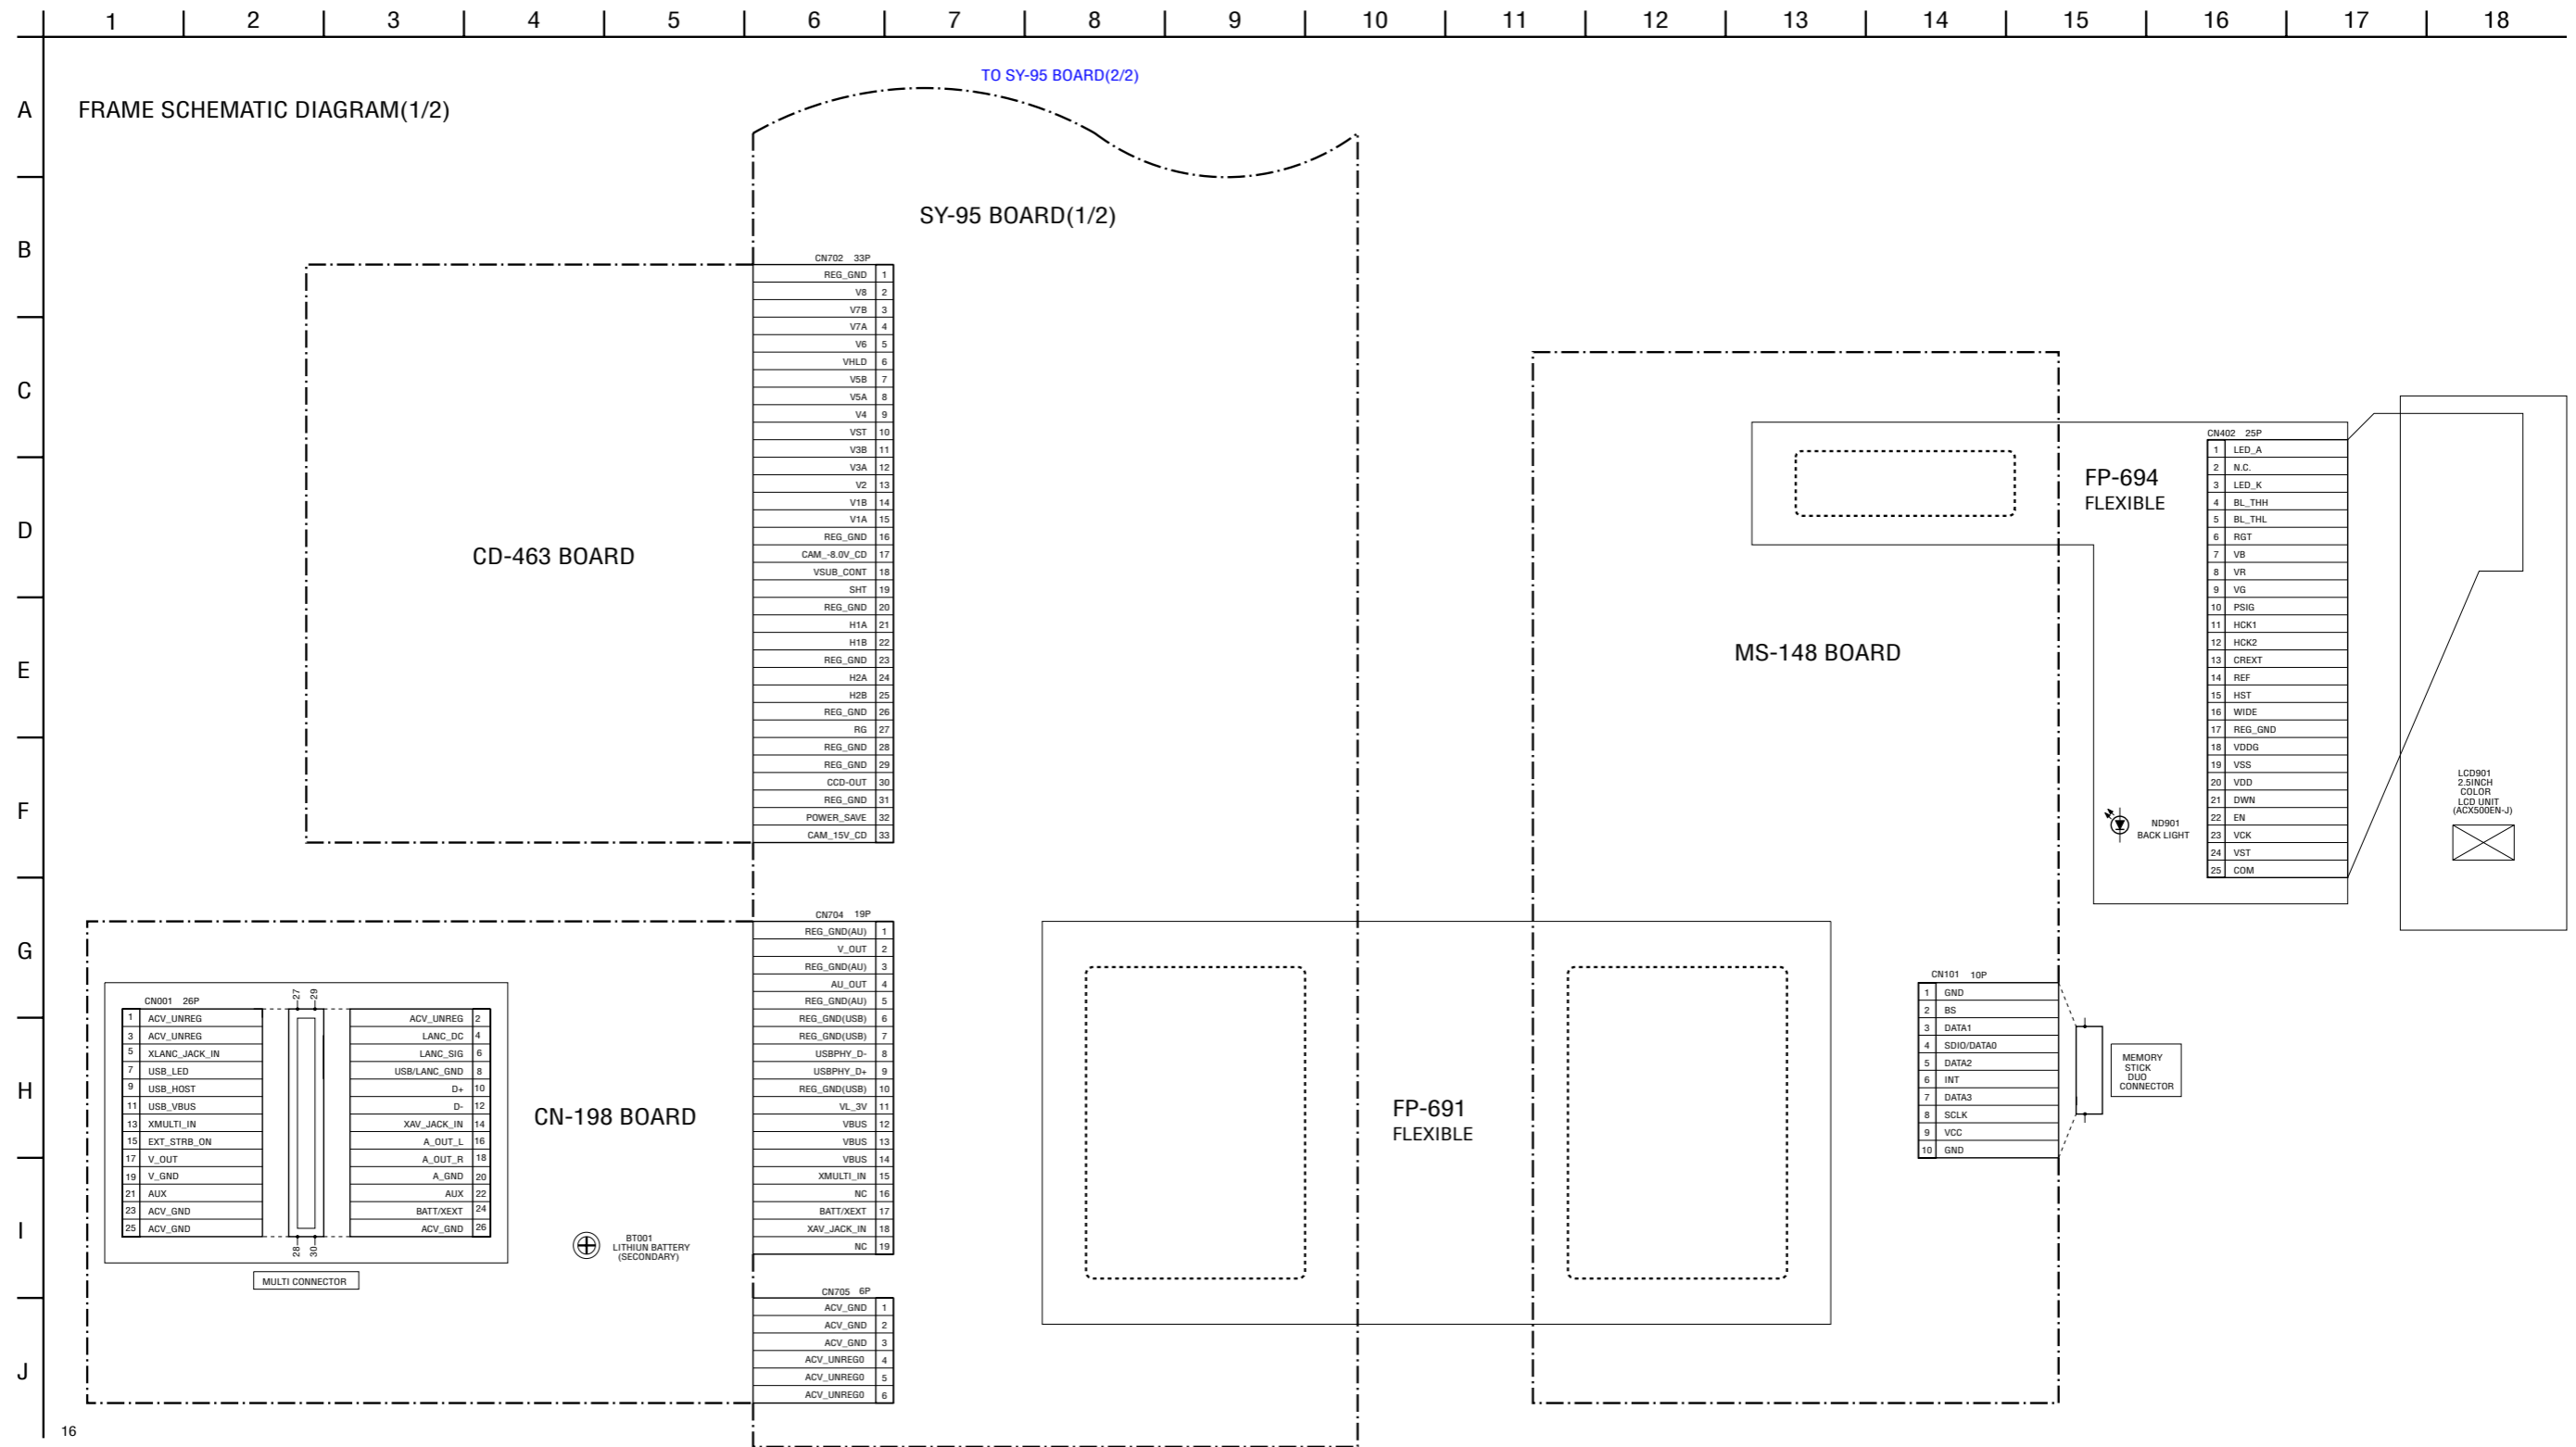 1 2 3 4 5 6 7 8 9 10 11 12 13 14 15 16 17 18
A
B
C
D
E
F
G
H
I
J
TO SY-95 BOARD(2/2)
FRAME SCHEMATIC DIAGRAM(1/2)
SY-95 BOARD(1/2)
CD-463 BOARD
CN702 33P
REG_GND 1
V8 2
V7B 3
V7A 4
V6 5
VHLD 6
V5B 7
V5A 8
V4 9
VST 10
V3B 11
V3A 12
V2 13
V1B 14
V1A 15
REG_GND 16
CAM_-8.0V_CD 17
VSUB_CONT 18
SHT 19
REG_GND 20
H1A 21
H1B 22
REG_GND 23
H2A 24
H2B 25
REG_GND 26
RG 27
REG_GND 28
REG_GND 29
CCD-OUT 30
REG_GND 31
POWER_SAVE 32
CAM_15V_CD 33
MS-148 BOARD
FP-694
FLEXIBLE
CN402 25P
1 LED_A
2 N.C.
3 LED_K
4 BL_THH
5 BL_THL
6 RGT
7 VB
8 VR
9 VG
10 PSIG
11 HCK1
12 HCK2
13 CREXT
14 REF
15 HST
16 WIDE
17 REG_GND
18 VDDG
19 VSS
20 VDD
21 DWN
22 EN
23 VCK
24 VST
25 COM
ND901
BACK LIGHT
LCD901
2.5INCH
COLOR
LCD UNIT
(ACX500EN-J)
CN704 19P
REG_GND(AU) 1
V_OUT 2
REG_GND(AU) 3
AU_OUT 4
REG_GND(AU) 5
REG_GND(USB) 6
REG_GND(USB) 7
USBPHY_D- 8
USBPHY_D+ 9
REG_GND(USB) 10
VL_3V 11
VBUS 12
VBUS 13
VBUS 14
XMULTI_IN 15
NC 16
BATT/XEXT 17
XAV_JACK_IN 18
NC 19
CN001 26P
27 29
1 ACV_UNREG
3 ACV_UNREG
5 XLANC_JACK_IN
7 USB_LED
9 USB_HOST
11 USB_VBUS
13 XMULTI_IN
15 EXT_STRB_ON
17 V_OUT
19 V_GND
21 AUX
23 ACV_GND
25 ACV_GND
ACV_UNREG 2
LANC_DC 4
LANC_SIG 6
USB/LANC_GND 8
D+ 10
D- 12
XAV_JACK_IN 14
A_OUT_L 16
A_OUT_R 18
A_GND 20
AUX 22
BATT/XEXT 24
ACV_GND 26
28 30
MULTI CONNECTOR
CN-198 BOARD
BT001
LITHIUN BATTERY
(SECONDARY)
FP-691
FLEXIBLE
CN101 10P
1 GND
2 BS
3 DATA1
4 SDIO/DATA0
5 DATA2
6 INT
7 DATA3
8 SCLK
9 VCC
10 GND
MEMORY
STICK
DUO
CONNECTOR
CN705 6P
ACV_GND 1
ACV_GND 2
ACV_GND 3
ACV_UNREG0 4
ACV_UNREG0 5
ACV_UNREG0 6
16